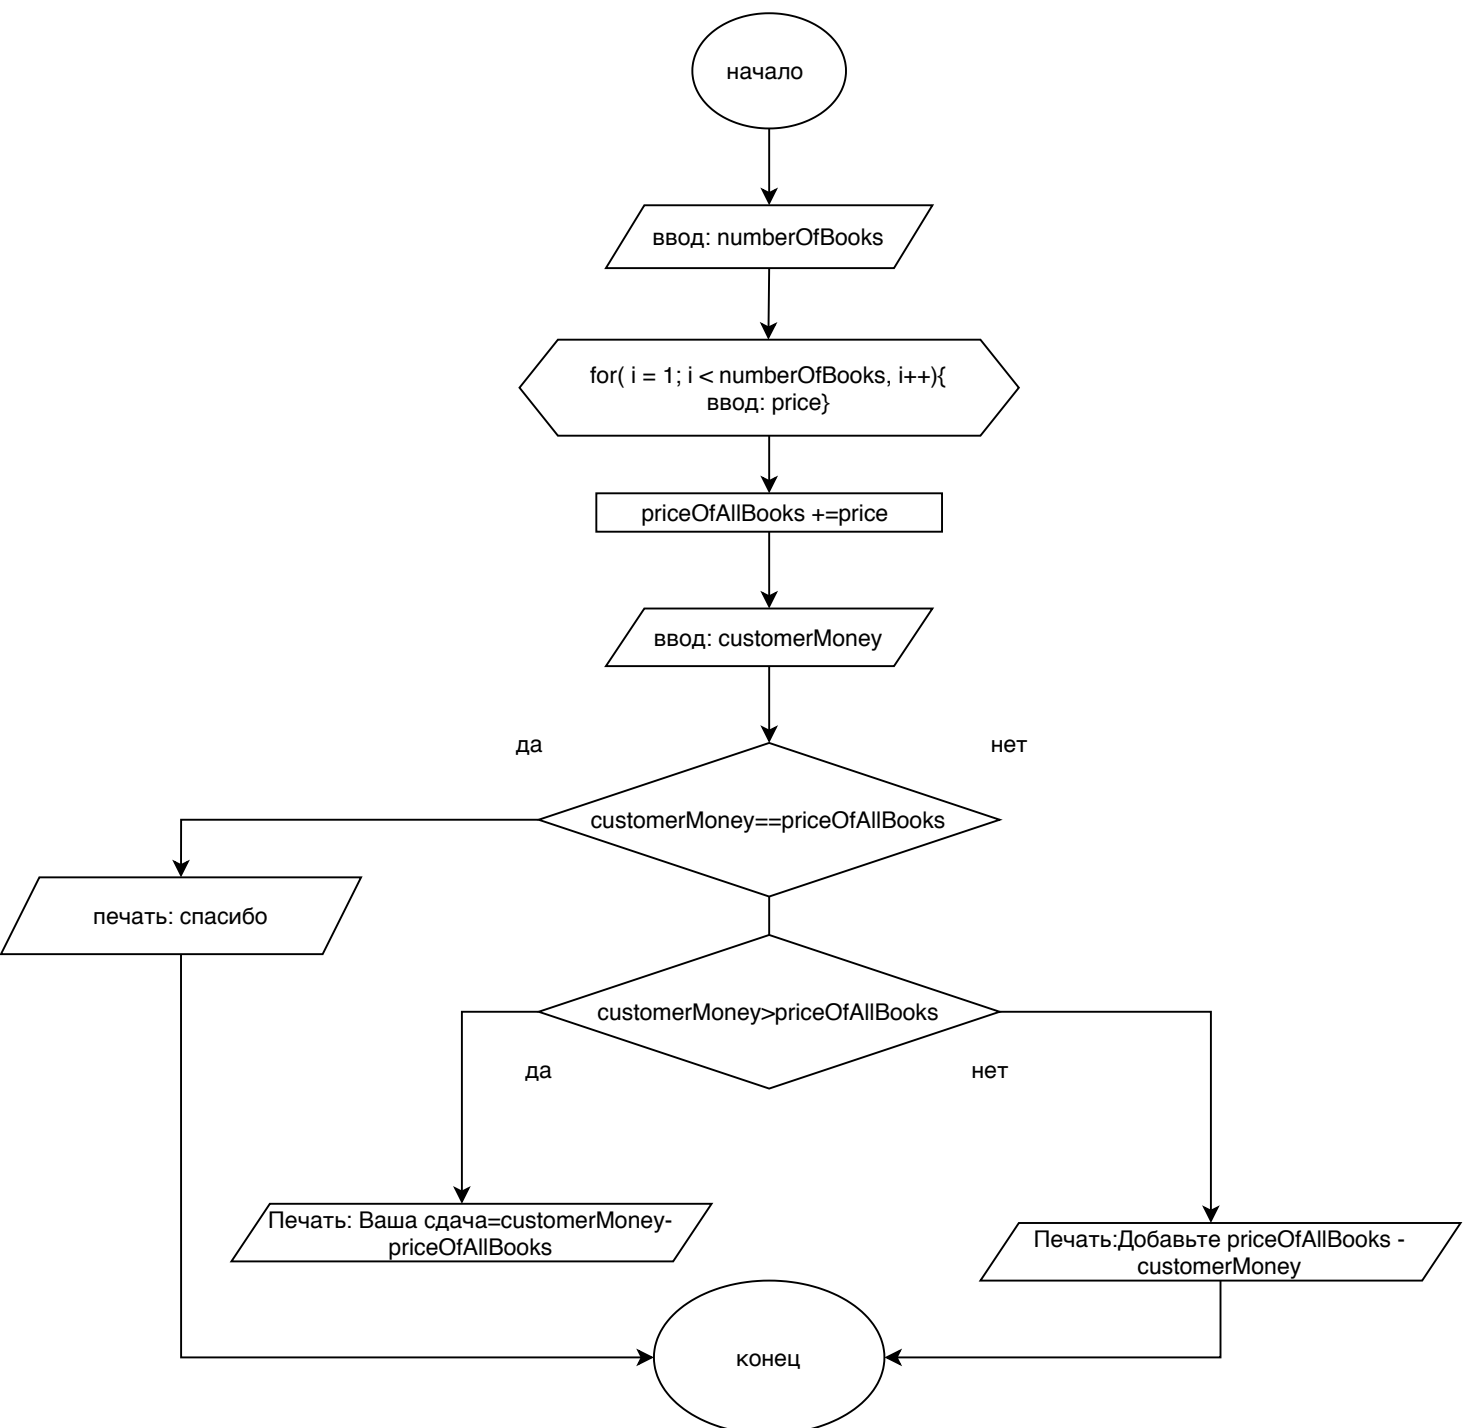 начало
ввод: numberOfBooks
for( i = 1; i < numberOfBooks, i++){
ввод: price}
priceOfAllBooks +=price
ввод: customerMoney
да
нет
customerMoney==priceOfAllBooks
печать: спасибо
customerMoney>priceOfAllBooks
да
нет
Печать: Ваша сдача=customerMoney-
priceOfAllBooks
Печать:Добавьте priceOfAllBooks -
customerMoney
конец